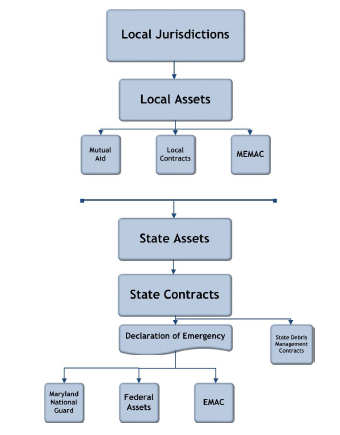 Local Jurisdictions
Local Assets
Mutual
Aid
Local
Contracts
MEMAC
State Assets
State Contracts
Declaration of Emergency
State Debris
Management
Contracts
Maryland
National
Guard
Federal
Assets
EMAC